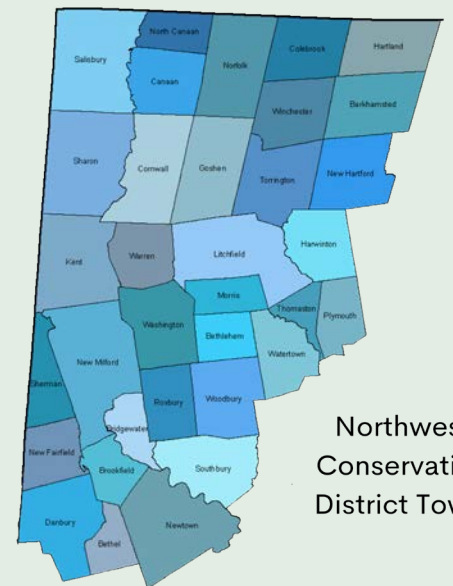 North Canaan
Colebrook
Hartland
Salisbury
Norfolk
Canaan
Winchester
Barkhamsted
Sharon
Cornwall
Goshen
Torrington
New Hartford
Kent
Warren
Litchfield
Harwinton
Morris
Thomaston
Plymouth
Washington
Bethlehem
Watertown
New Milford
Sherman
Roxbury
Woodbury
Bridgewater
New Fairfield
Brookfield
Southbury
Danbury
Newtown
Bethel
Northwes
Conservati
District Tow